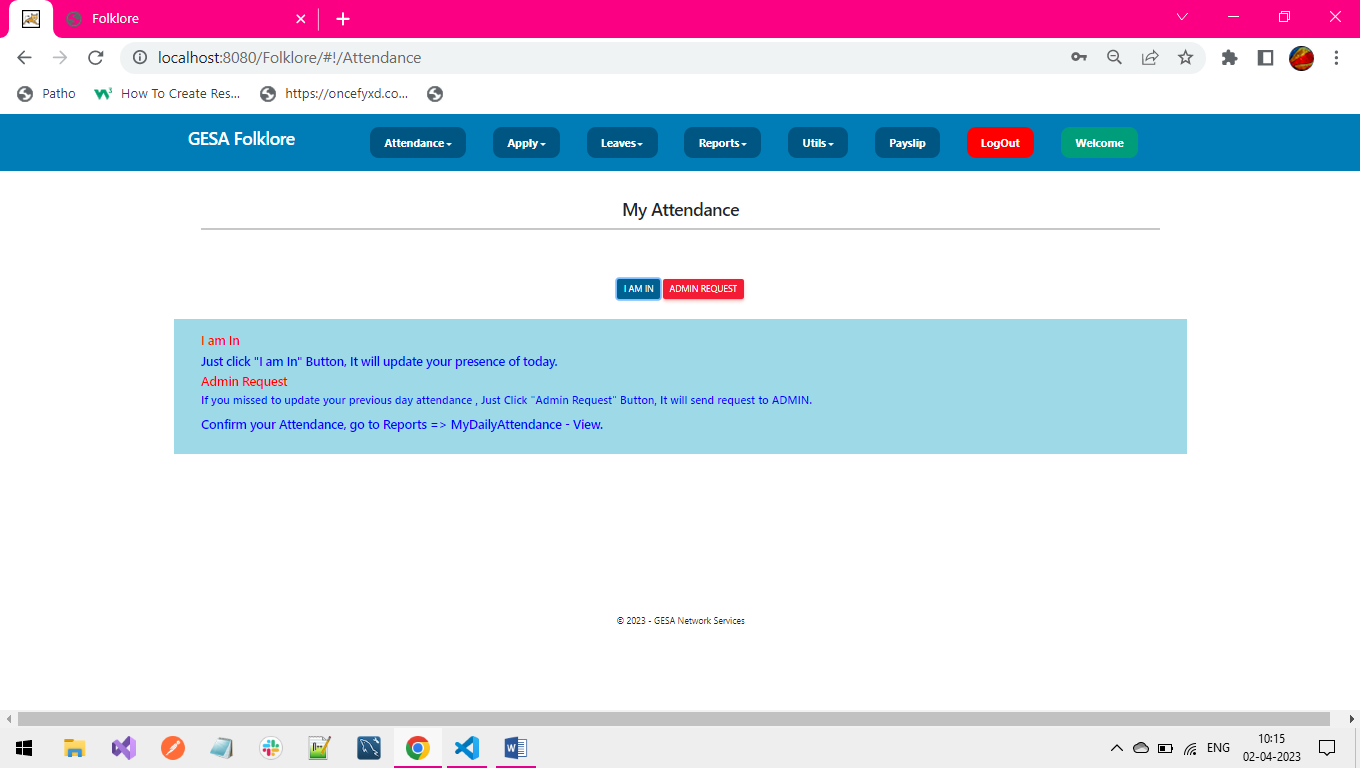 Folklore
localhost:8080/Folklore/#!/Attendance
Patho How To Create Res... https://oncefyxd.co...
GESA Folklore Attendance Apply Leaves Reports Utils Payslip LogOut Welcome
My Attendance
I AM IN ADMIN REQUEST
I am In
Just click "I am In" Button, It will update your presence of today.
Admin Request
If you missed to update your previous day attendance , Just Click "Admin Request" Button, It will send request to ADMIN.
Confirm your Attendance, go to Reports => MyDailyAttendance - View.
© 2023 - GESA Network Services
ENG 10:15
02-04-2023